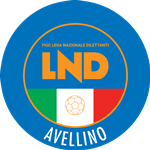 FIGC LEGA NAZIONALE DILETTANTI
LND
AVELLINO